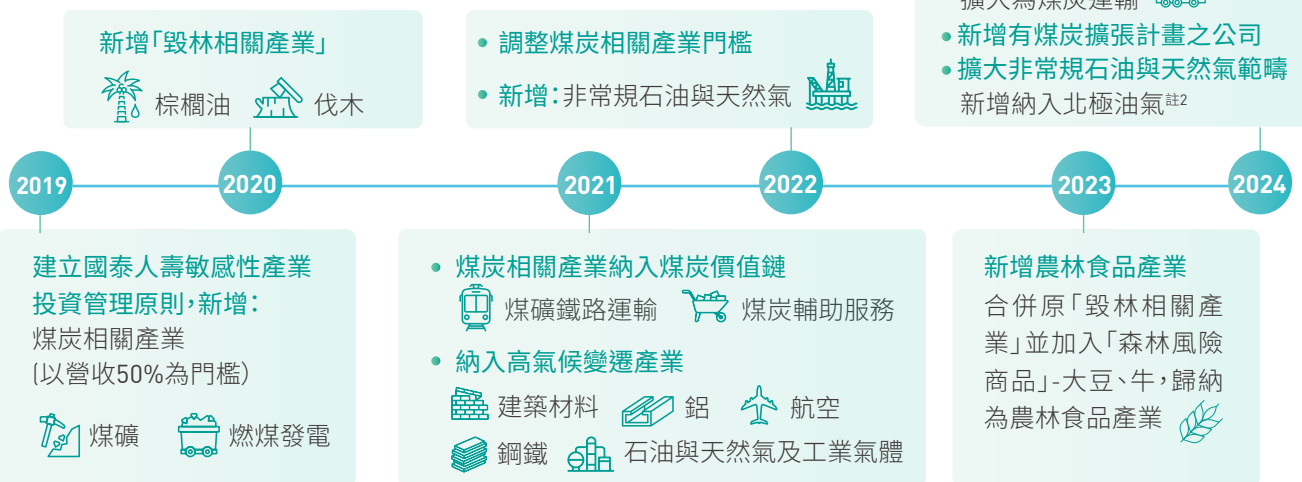 新增「毀林相關產業」
棕櫚油
伐木
• 調整煤炭相關產業門檻
• 新增：非常規石油與天然氣
擴大為煤炭運輸
• 新增有煤炭擴張計畫之公司
• 擴大非常規石油與天然氣範疇
新增納入北極油氣註2
2019
2020
2021
2022
2023
2024
建立國泰人壽敏感性產業
投資管理原則，新增：
煤炭相關產業
(以營收50%為門檻)
煤礦
燃煤發電
• 煤炭相關產業納入煤炭價值鏈
煤礦鐵路運輸
煤炭輔助服務
• 納入高氣候變遷產業
建築材料
鋁
航空
鋼鐵
石油與天然氣及工業氣體
新增農林食品產業
合併原「毀林相關產
業」並加入「森林風險
商品」-大豆、牛，歸納
為農林食品產業